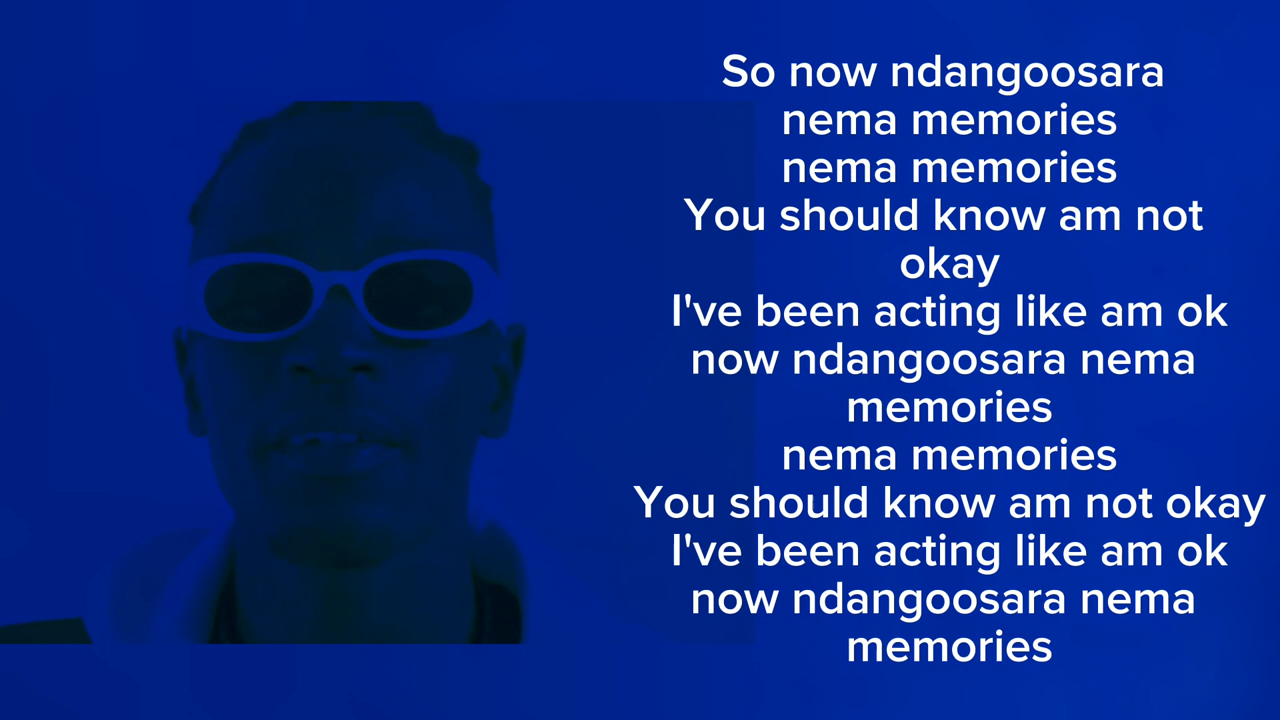 So now ndangoosara
nema memories
nema memories
You should know am not
okay
I've been acting like am ok
now ndangoosara nema
memories
nema memories
You should know am not okay
I've been acting like am ok
now ndangoosara nema
memories